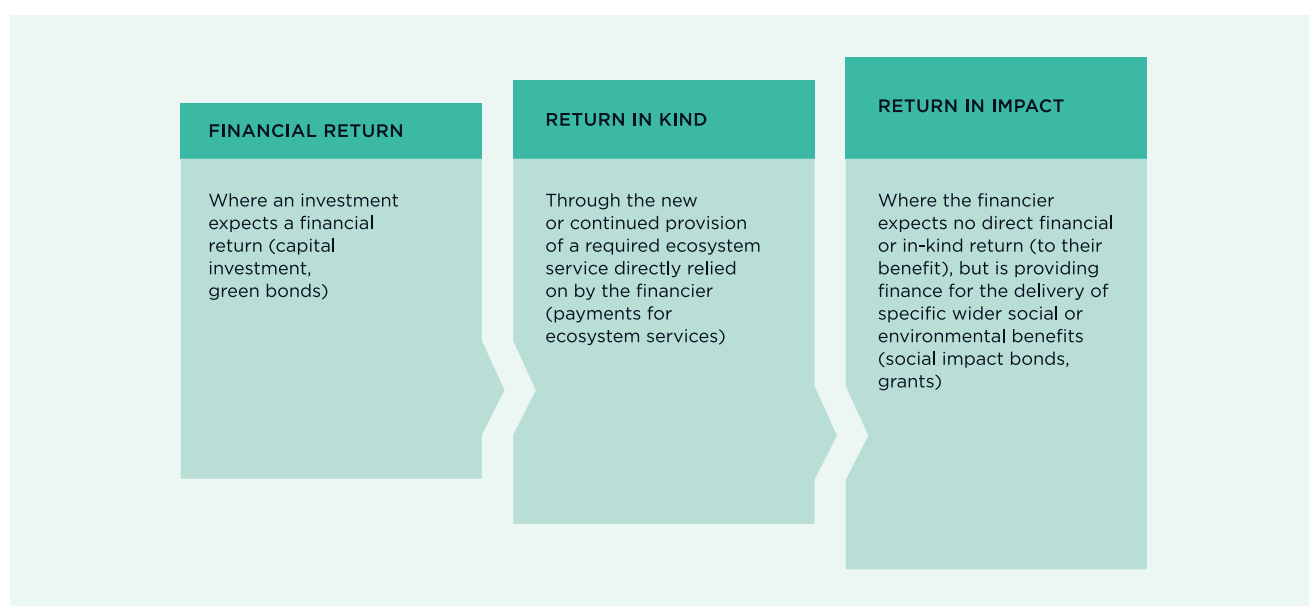 FINANCIAL RETURN
Where an investment
expects a financial
return (capital
investment,
green bonds)
RETURN IN KIND
Through the new
or continued provision
of a required ecosystem
service directly relied
on by the financier
(payments for
ecosystem services)
RETURN IN IMPACT
Where the financier
expects no direct financial
or in-kind return (to their
benefit), but is providing
finance for the delivery of
specific wider social or
environmental benefits
(social impact bonds,
grants)